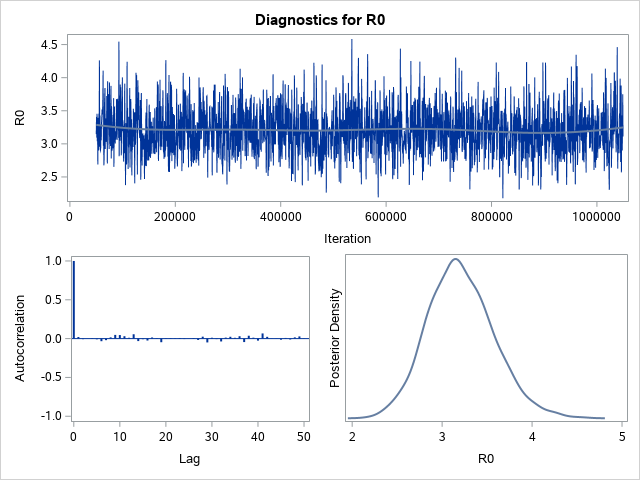 Diagnostics for R0
4.5
4.0
3.5
3.0
2.5
R0
0 200000 400000 600000 800000 1000000
Iteration
1.0
0.5
0.0
-0.5
-1.0
Autocorrelation
0 10 20 30 40 50
Lag
Posterior Density
2 3 4 5
R0